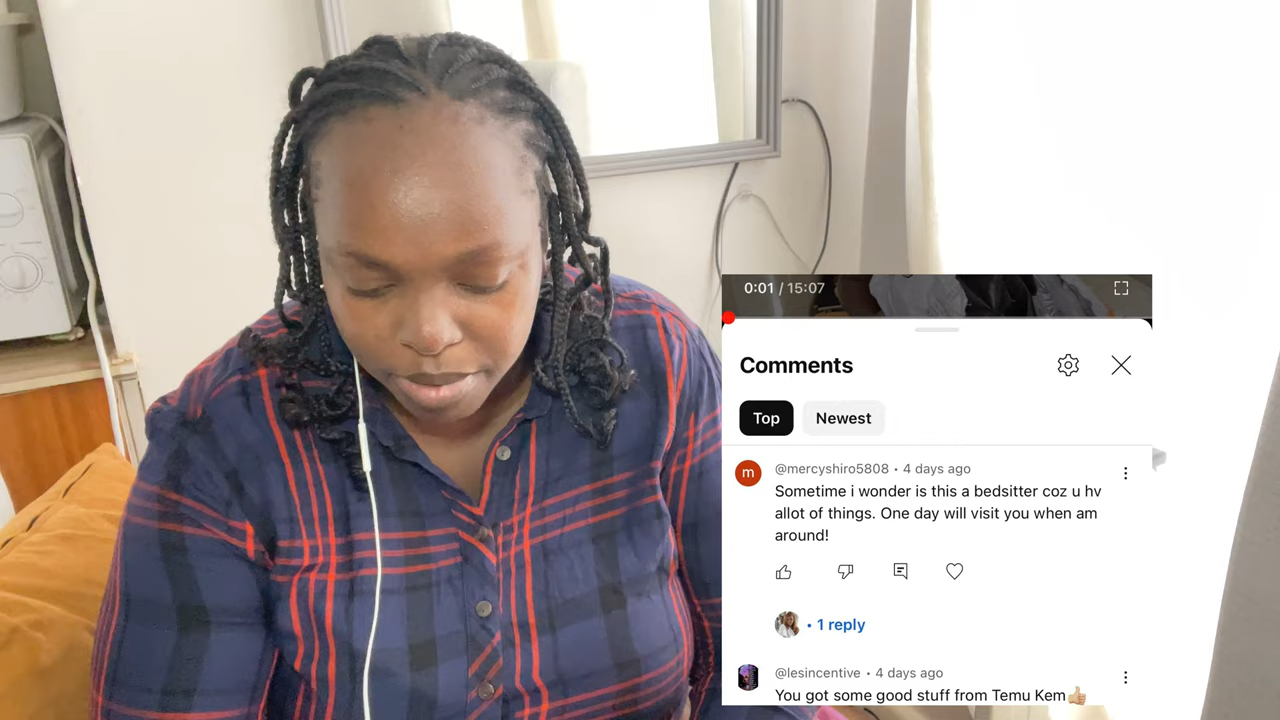 0:01 / 15:07
Comments
Top
Newest
m
@mercyshiro5808 • 4 days ago
Sometime i wonder is this a bedsitter coz u hv
allot of things. One day will visit you when am
around!
• 1 reply
@lesincentive • 4 days ago
You got some good stuff from Temu Kem👍🏼